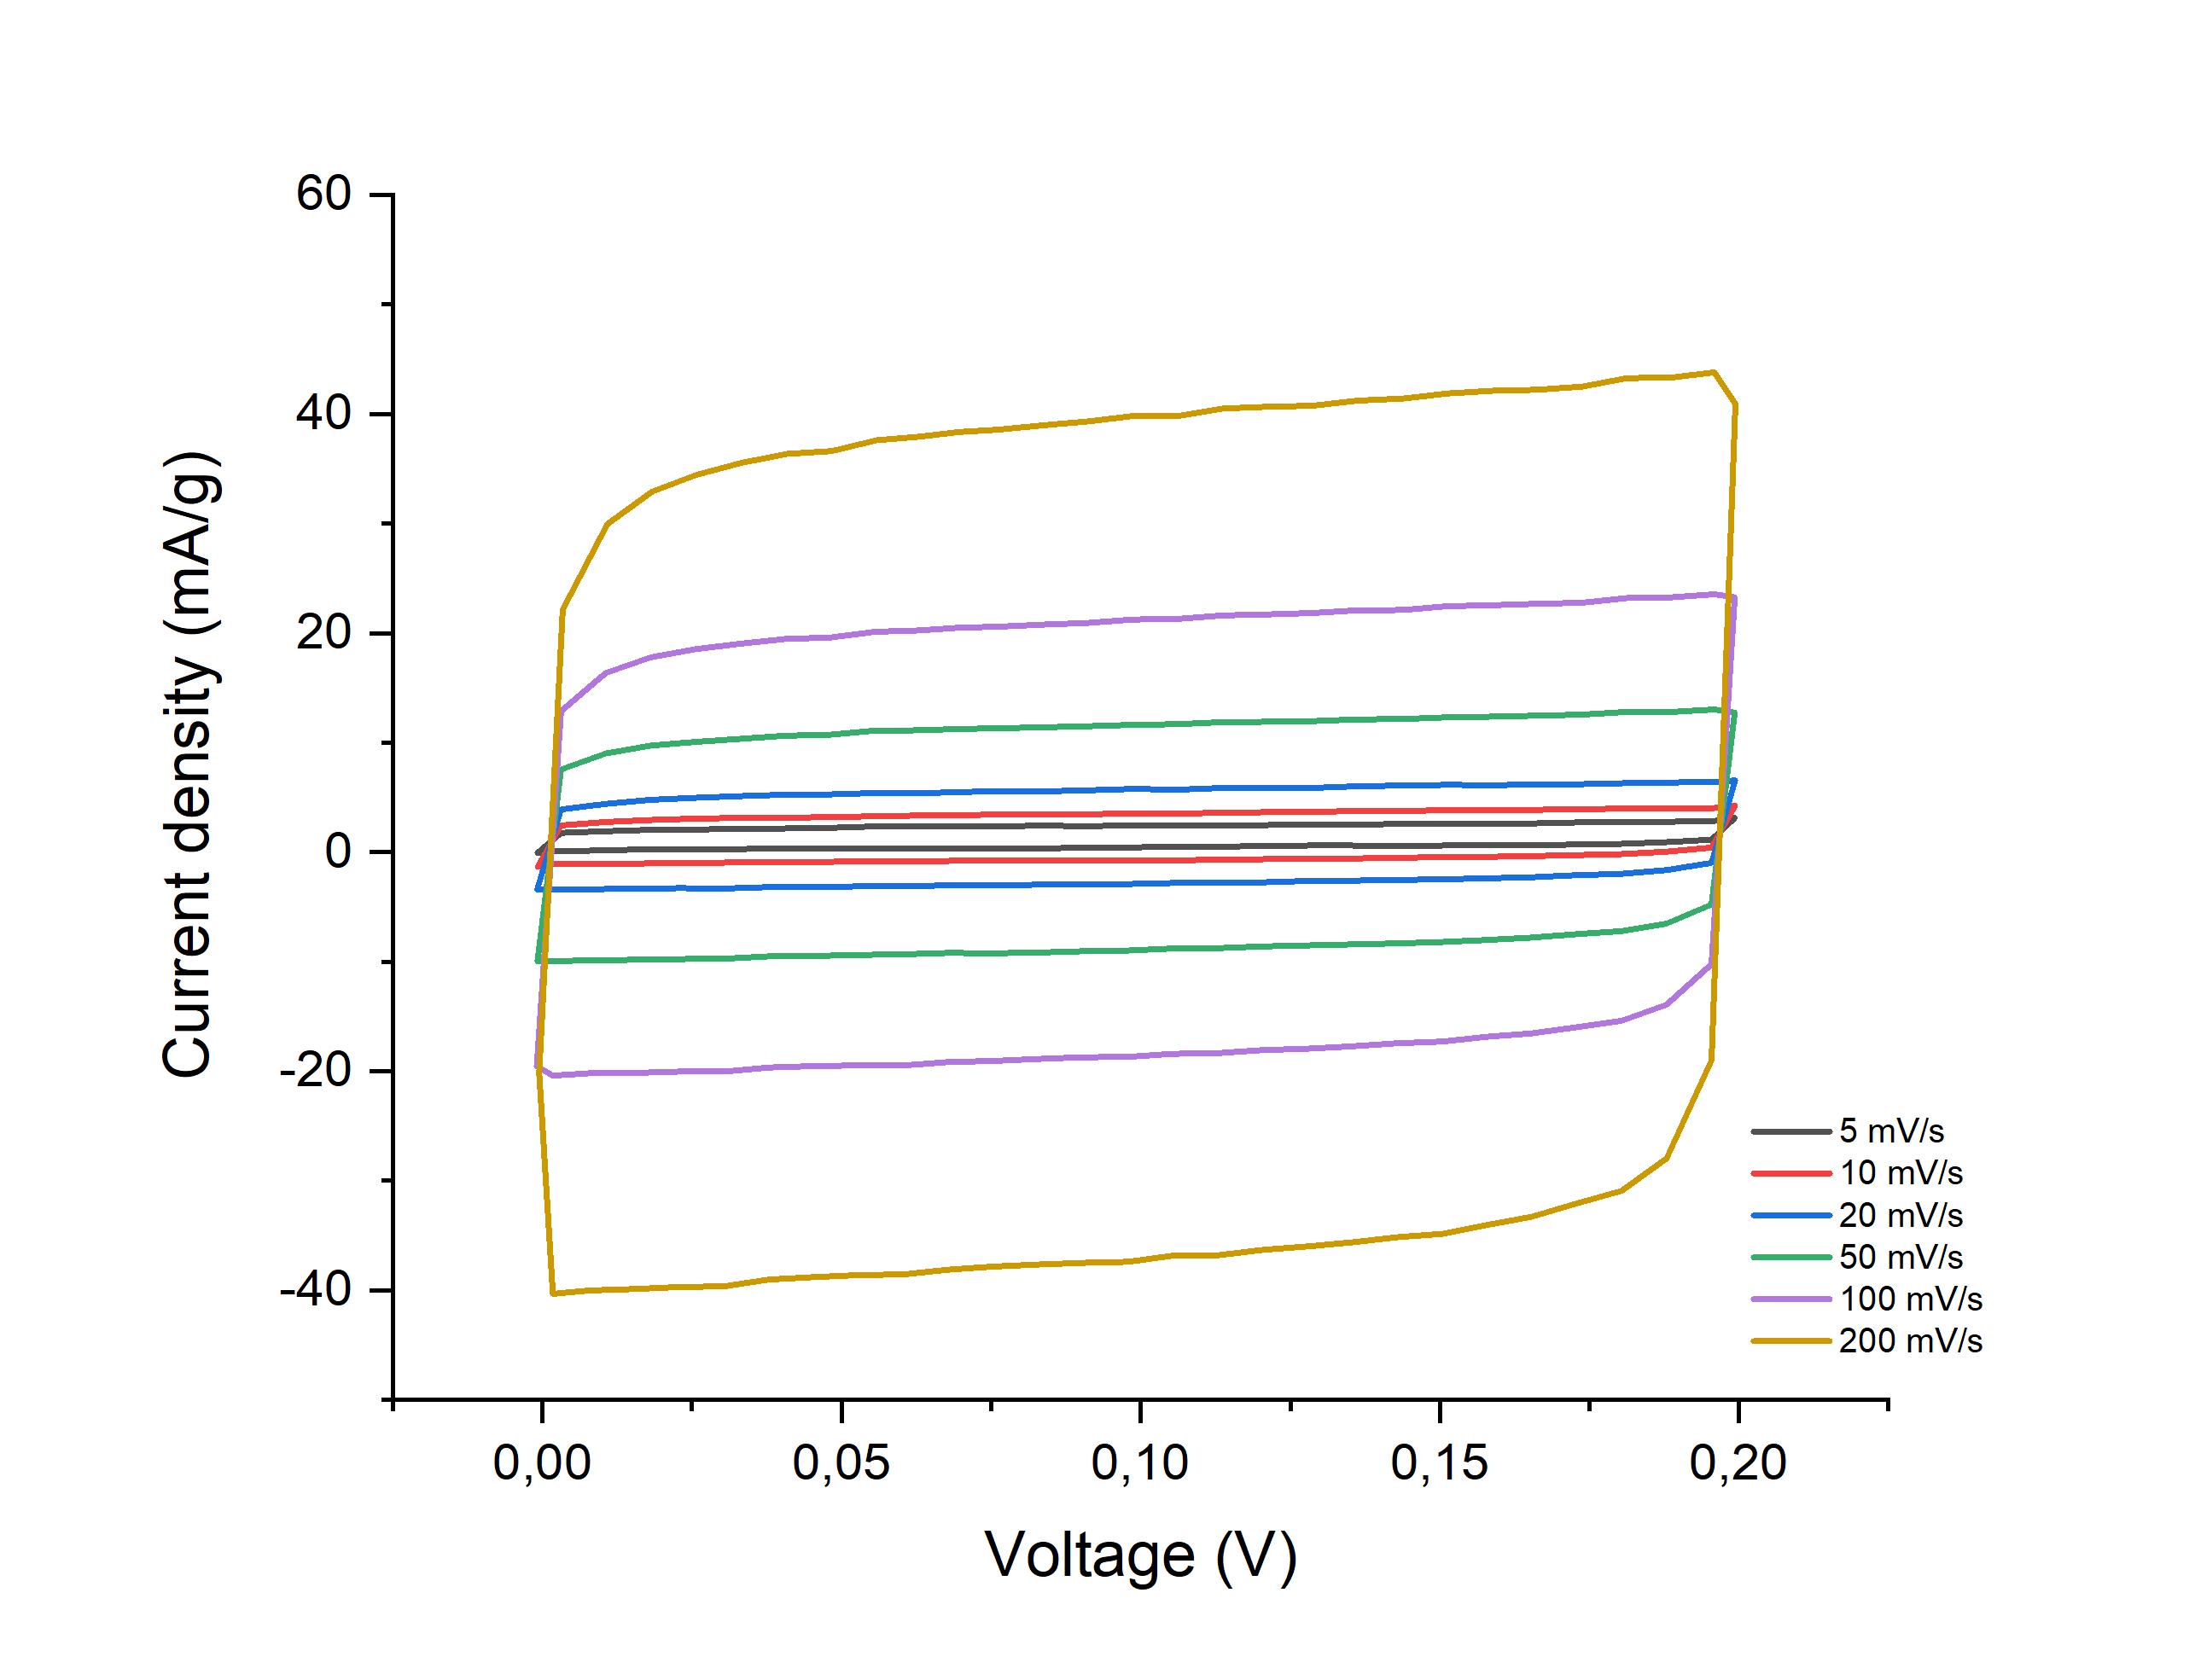 60
40
20
0
-20
-40
Current density (mA/g)
0,00
0,05
0,10
0,15
0,20
Voltage (V)
5 mV/s
10 mV/s
20 mV/s
50 mV/s
100 mV/s
200 mV/s